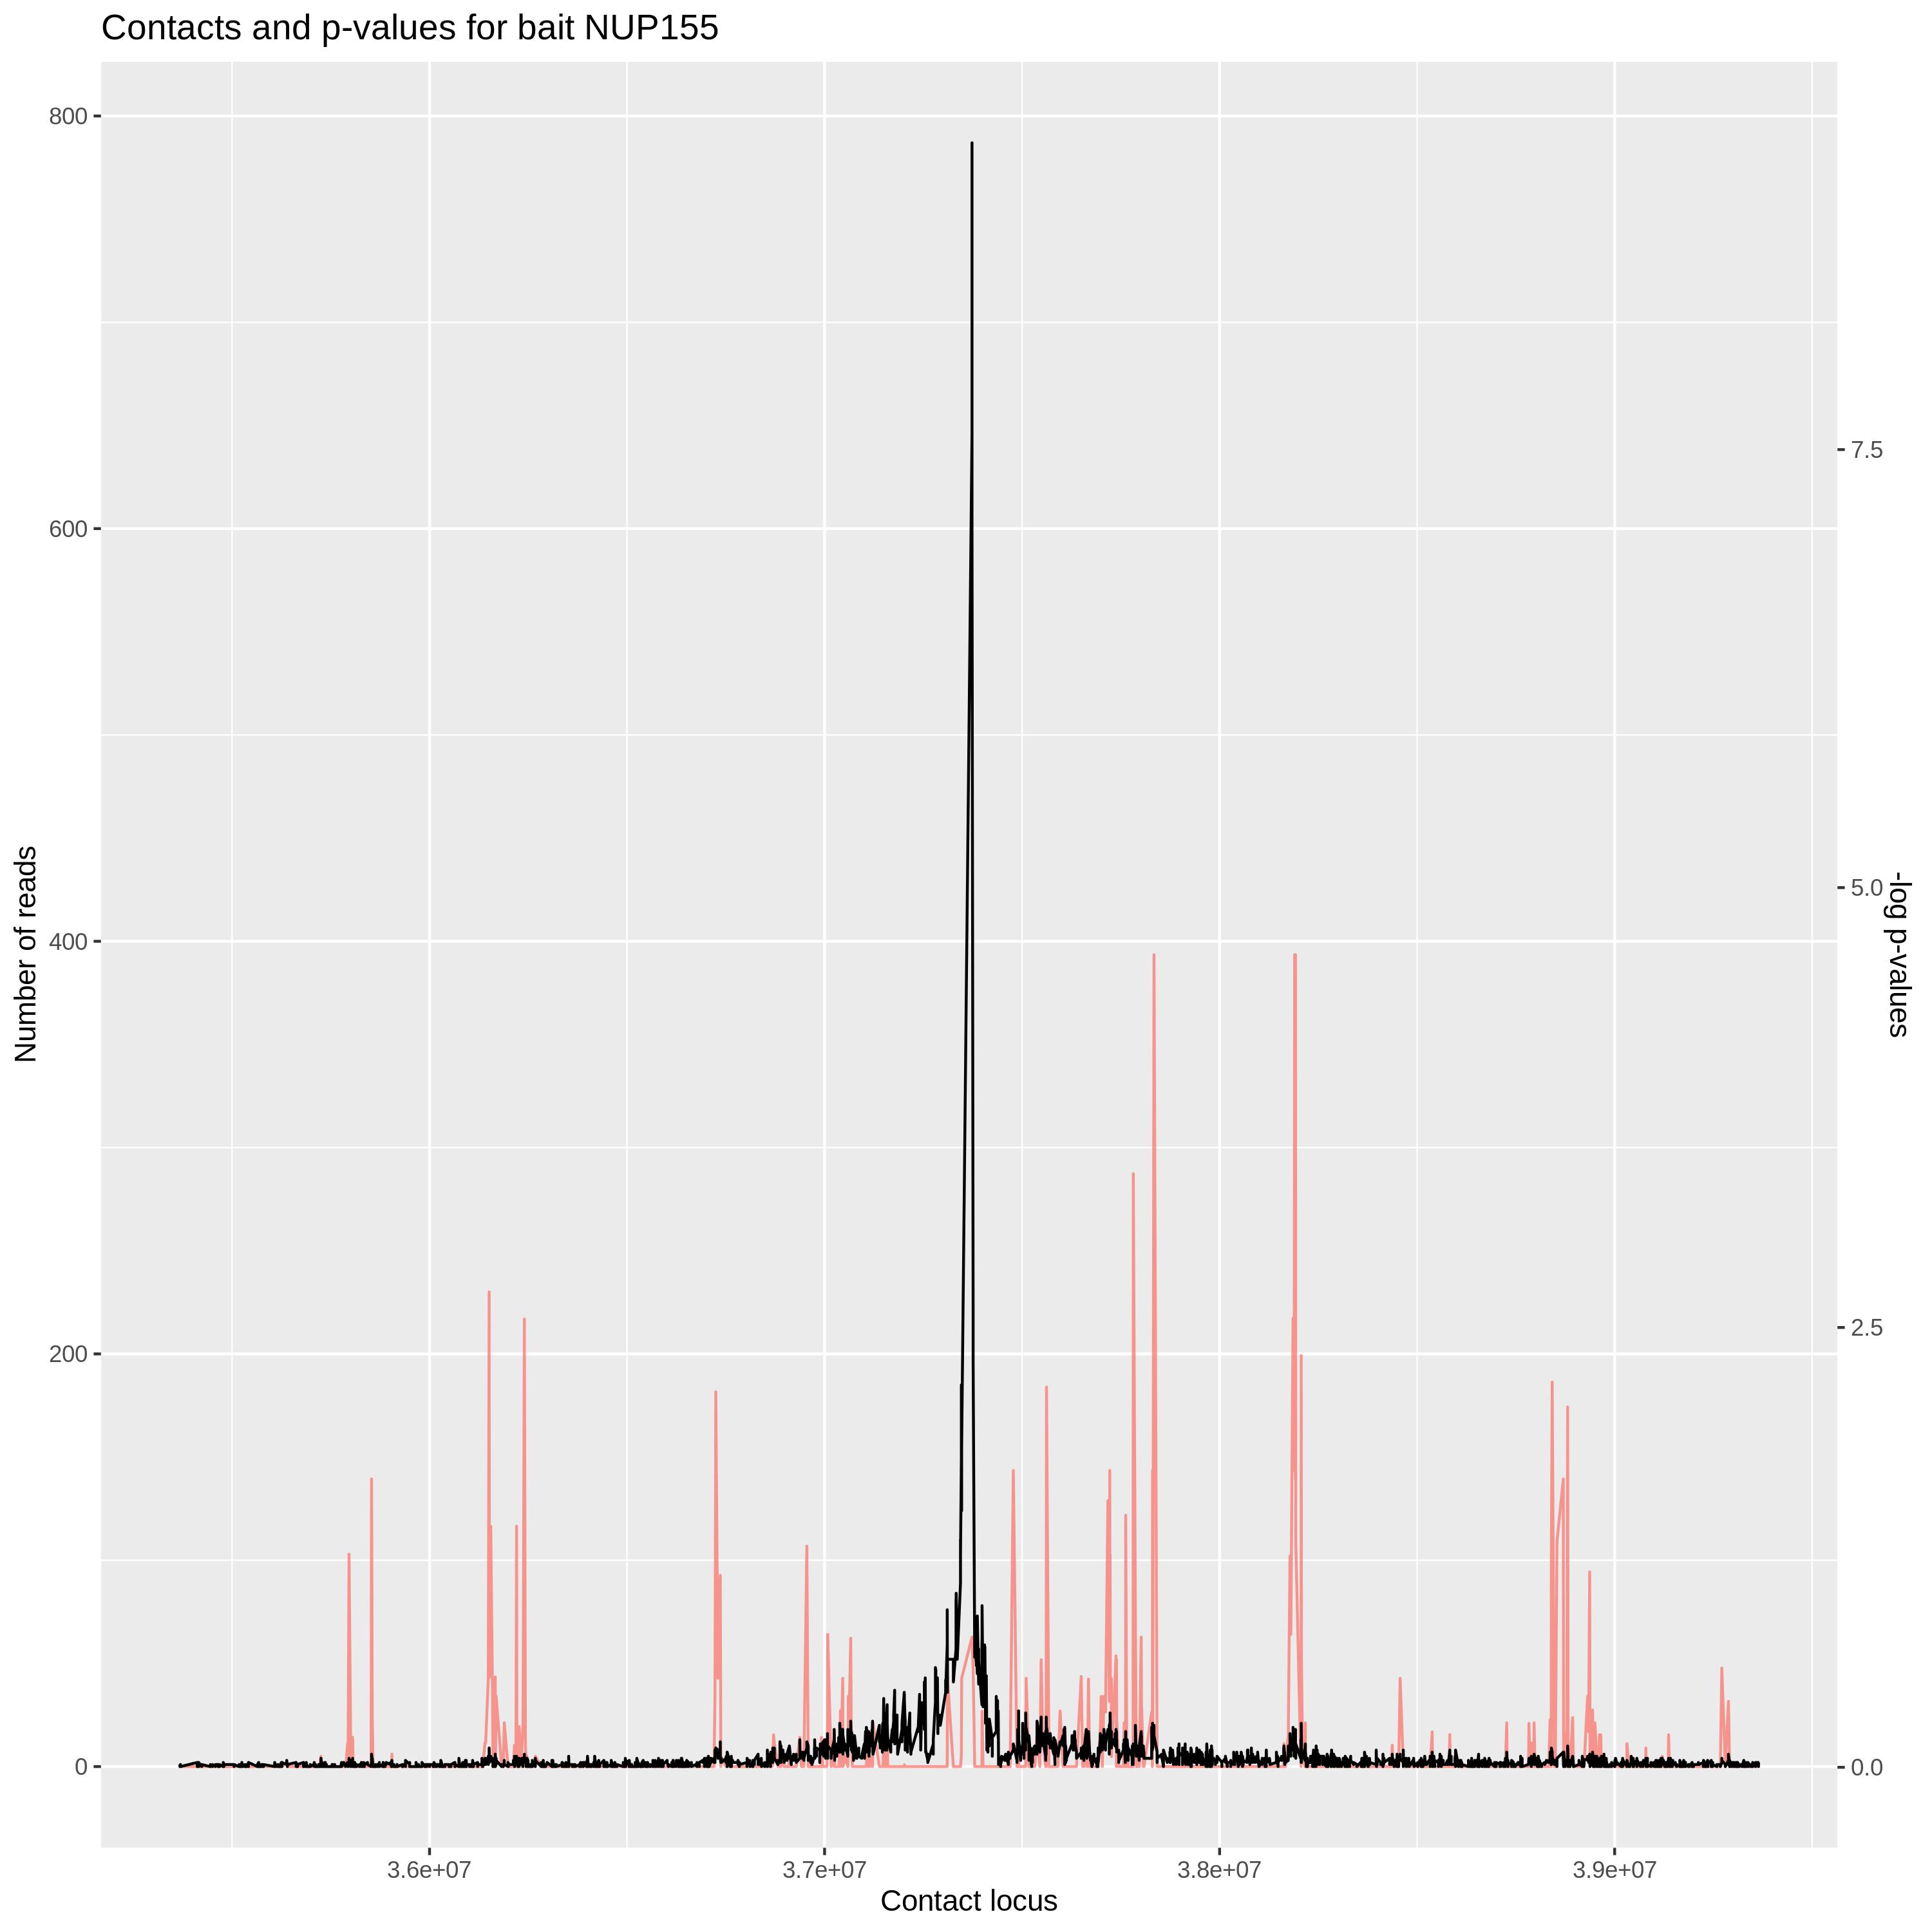 Contacts and p-values for bait NUP155
800
600
400
200
0
Number of reads
7.5
5.0
2.5
0.0
-log p-values
3.6e+07
3.7e+07
3.8e+07
3.9e+07
Contact locus